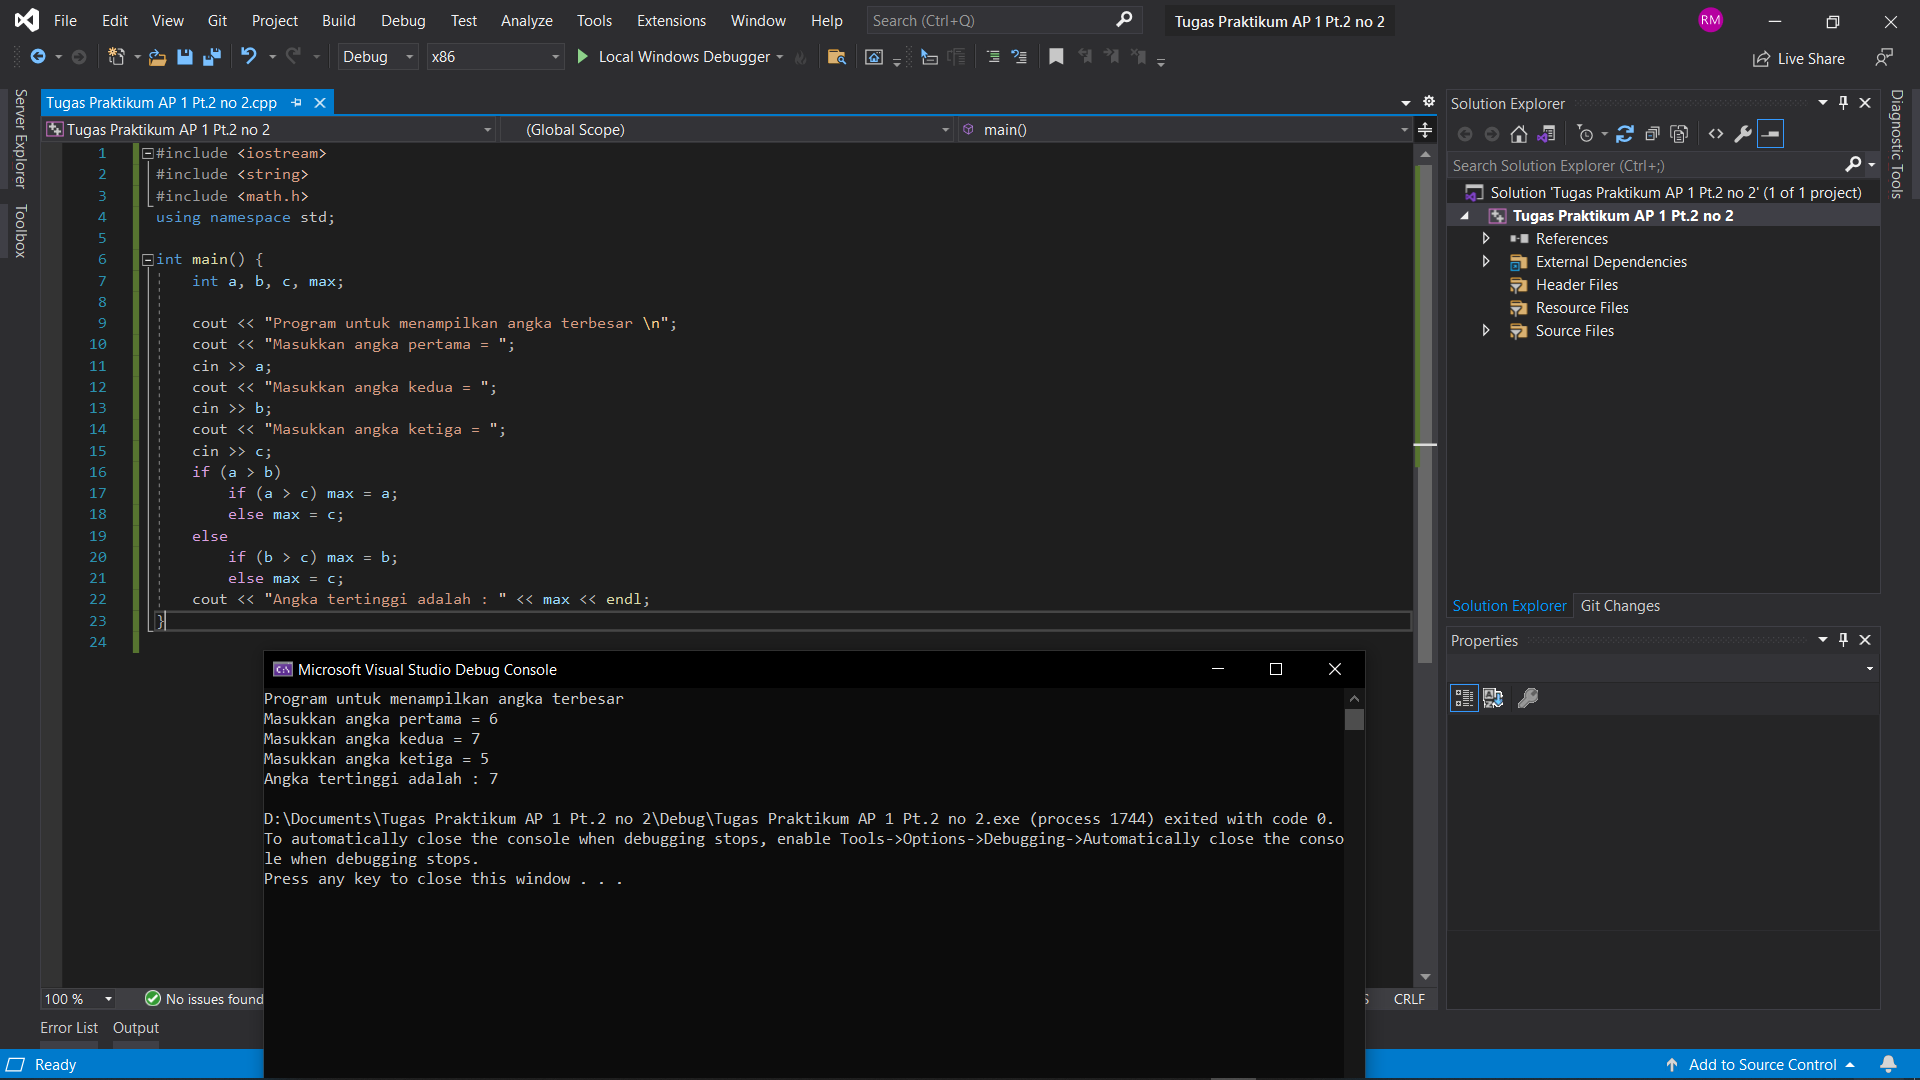 File Edit View Git Project Build Debug Test Analyze Tools Extensions Window Help Search (Ctrl+Q) Tugas Praktikum AP 1 Pt.2 no 2 RM
Debug x86 Local Windows Debugger Live Share
Server Explorer
Toolbox
Tugas Praktikum AP 1 Pt.2 no 2.cpp
Tugas Praktikum AP 1 Pt.2 no 2 (Global Scope) main()
1 #include <iostream>
2 #include <string>
3 #include <math.h>
4 using namespace std;
5
6 int main() {
7 int a, b, c, max;
8
9 cout << "Program untuk menampilkan angka terbesar \n";
10 cout << "Masukkan angka pertama = ";
11 cin >> a;
12 cout << "Masukkan angka kedua = ";
13 cin >> b;
14 cout << "Masukkan angka ketiga = ";
15 cin >> c;
16 if (a > b)
17 if (a > c) max = a;
18 else max = c;
19 else
20 if (b > c) max = b;
21 else max = c;
22 cout << "Angka tertinggi adalah : " << max << endl;
23 }
24
Microsoft Visual Studio Debug Console
Program untuk menampilkan angka terbesar
Masukkan angka pertama = 6
Masukkan angka kedua = 7
Masukkan angka ketiga = 5
Angka tertinggi adalah : 7
D:\Documents\Tugas Praktikum AP 1 Pt.2 no 2\Debug\Tugas Praktikum AP 1 Pt.2 no 2.exe (process 1744) exited with code 0.
To automatically close the console when debugging stops, enable Tools->Options->Debugging->Automatically close the conso
le when debugging stops.
Press any key to close this window . . .
100 % No issues found
CRLF
Error List Output
Solution Explorer
Search Solution Explorer (Ctrl+;)
Solution 'Tugas Praktikum AP 1 Pt.2 no 2' (1 of 1 project)
Tugas Praktikum AP 1 Pt.2 no 2
References
External Dependencies
Header Files
Resource Files
Source Files
Solution Explorer Git Changes
Properties
Diagnostic Tools
Ready Add to Source Control